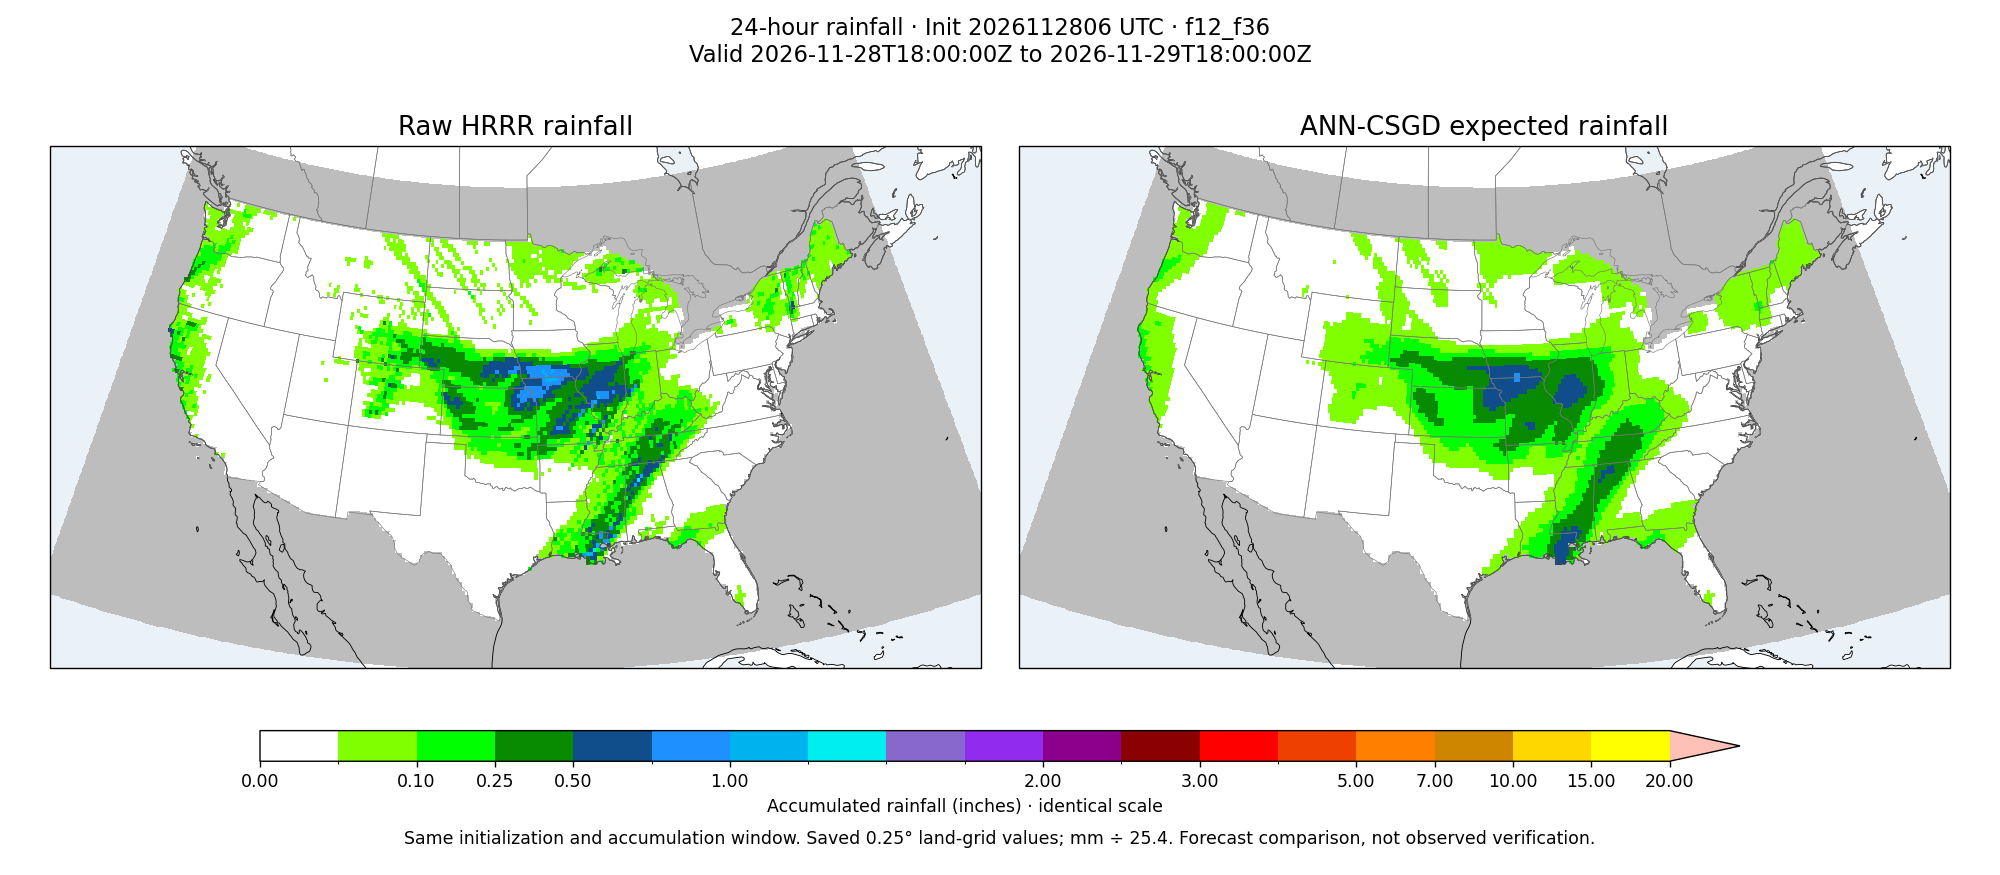 24-hour rainfall · Init 2026112806 UTC · f12_f36
Valid 2026-11-28T18:00:00Z to 2026-11-29T18:00:00Z
Raw HRRR rainfall
ANN-CSGD expected rainfall
0.00 0.10 0.25 0.50 1.00 2.00 3.00 5.00 7.00 10.00 15.00 20.00
Accumulated rainfall (inches) · identical scale
Same initialization and accumulation window. Saved 0.25° land-grid values; mm ÷ 25.4. Forecast comparison, not observed verification.